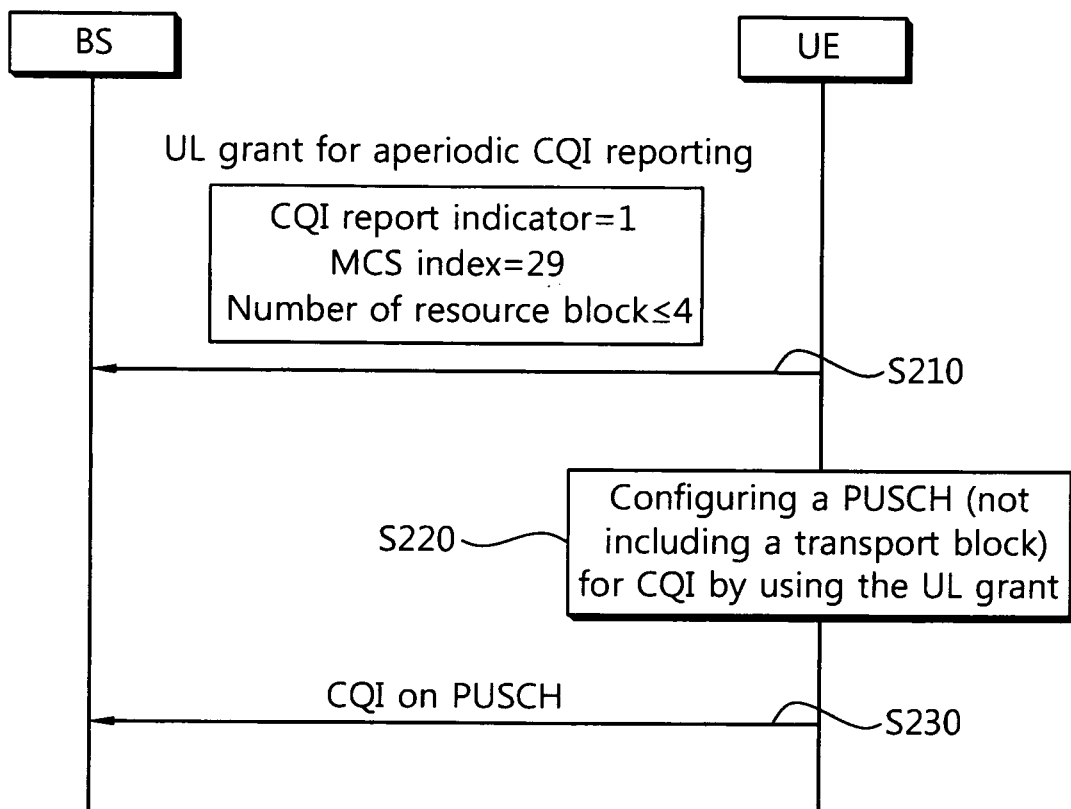 BS
UE
UL grant for aperiodic CQI reporting
CQI report indicator=1
MCS index=29
Number of resource block≤4
S210
Configuring a PUSCH (not
including a transport block)
for CQI by using the UL grant
S220
CQI on PUSCH
S230